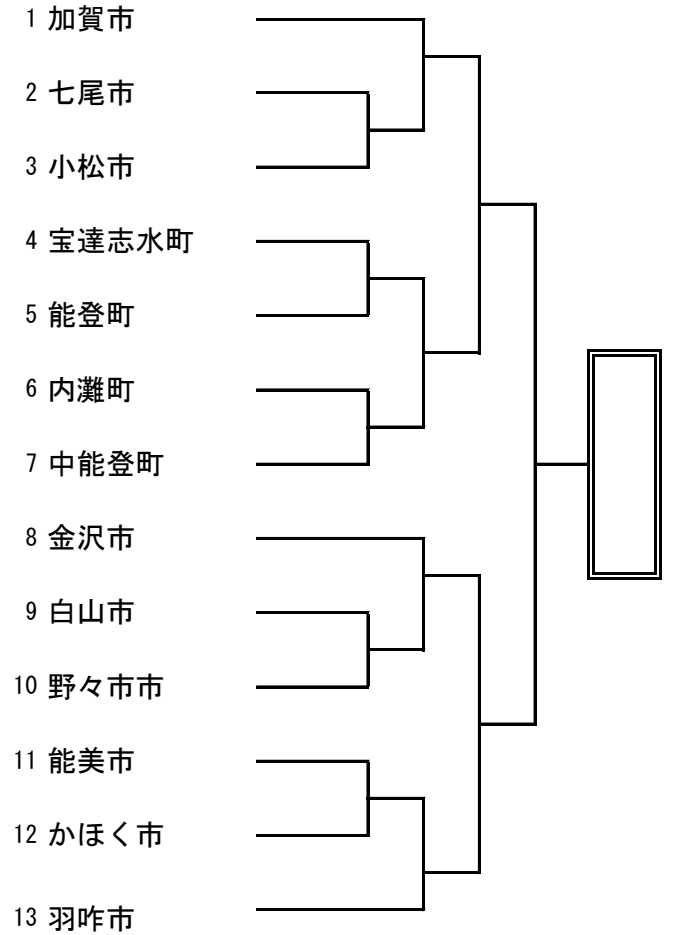 1 加賀市
2 七尾市
3 小松市
4 宝達志水町
5 能登町
6 内灘町
7 中能登町
8 金沢市
9 白山市
10 野々市市
11 能美市
12 かほく市
13 羽咋市